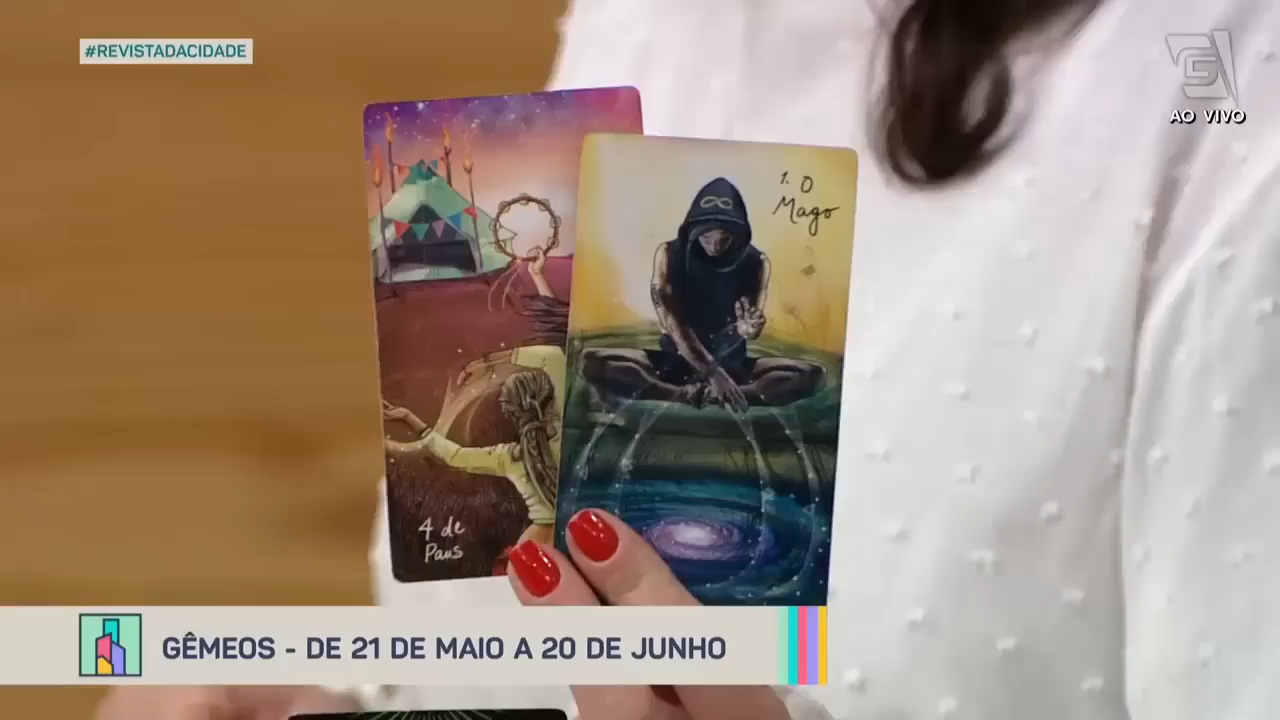 #REVISTADACIDADE
G
AO VIVO
1. O
Mago
4 de
Paus
GÊMEOS - DE 21 DE MAIO A 20 DE JUNHO